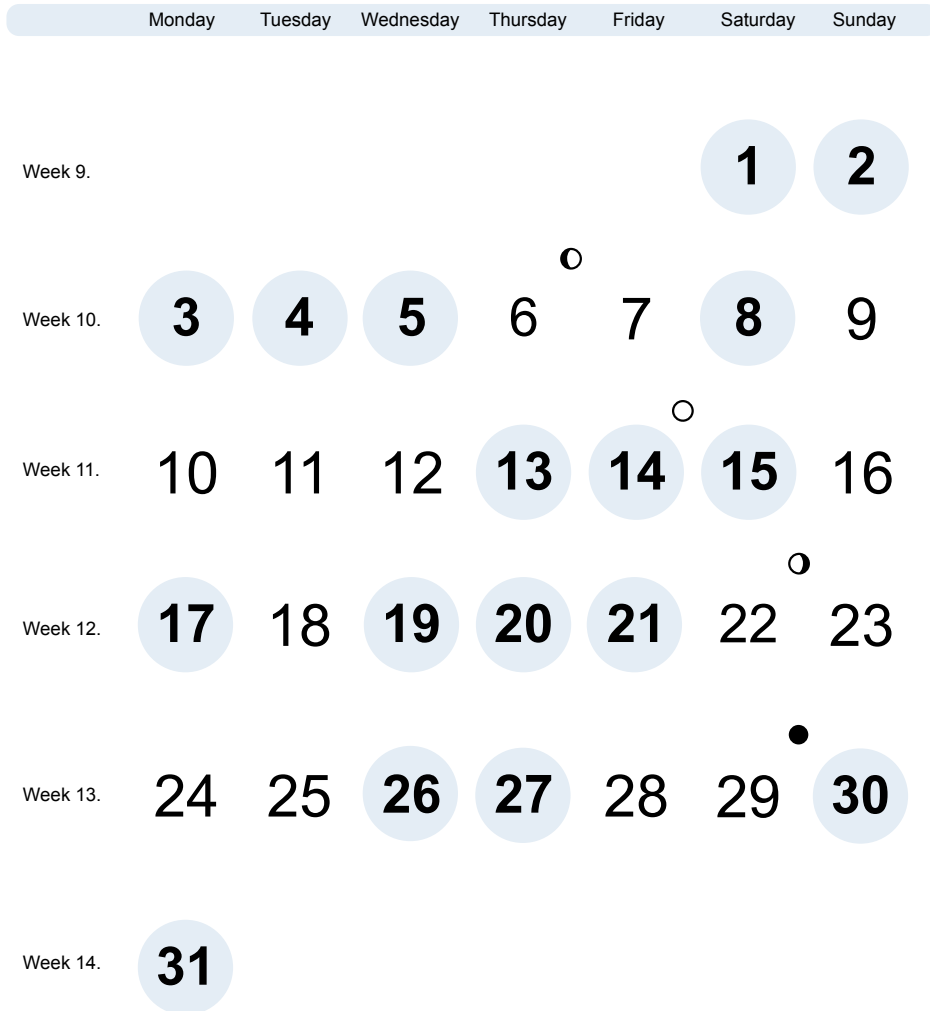 Monday Tuesday Wednesday Thursday Friday Saturday Sunday
Week 9. 1 2
Week 10. 3 4 5 6 7 8 9
Week 11. 10 11 12 13 14 15 16
Week 12. 17 18 19 20 21 22 23
Week 13. 24 25 26 27 28 29 30
Week 14. 31